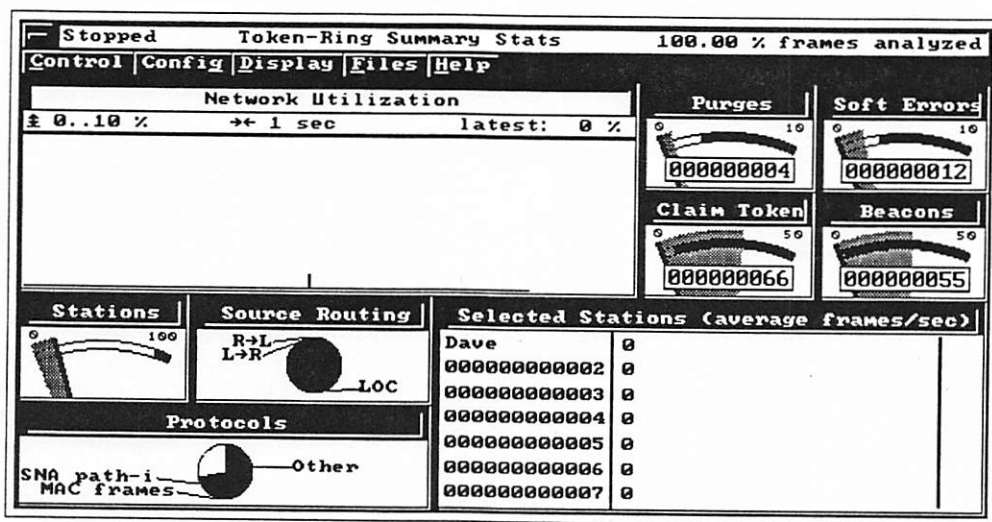 Stopped Token-Ring Summary Stats 100.00 % frames analyzed
Control Config Display Files Help
Network Utilization
± 0..10 % →← 1 sec latest: 0 %
Purges
0 10
000000004
Soft Errors
0 10
000000012
Claim Token
0 50
000000066
Beacons
0 50
000000055
Stations
0 100
Source Routing
R→L
L→R
LOC
Protocols
Other
SNA path-i
MAC frames
Selected Stations (average frames/sec)
Dave 0
000000000002 0
000000000003 0
000000000004 0
000000000005 0
000000000006 0
000000000007 0